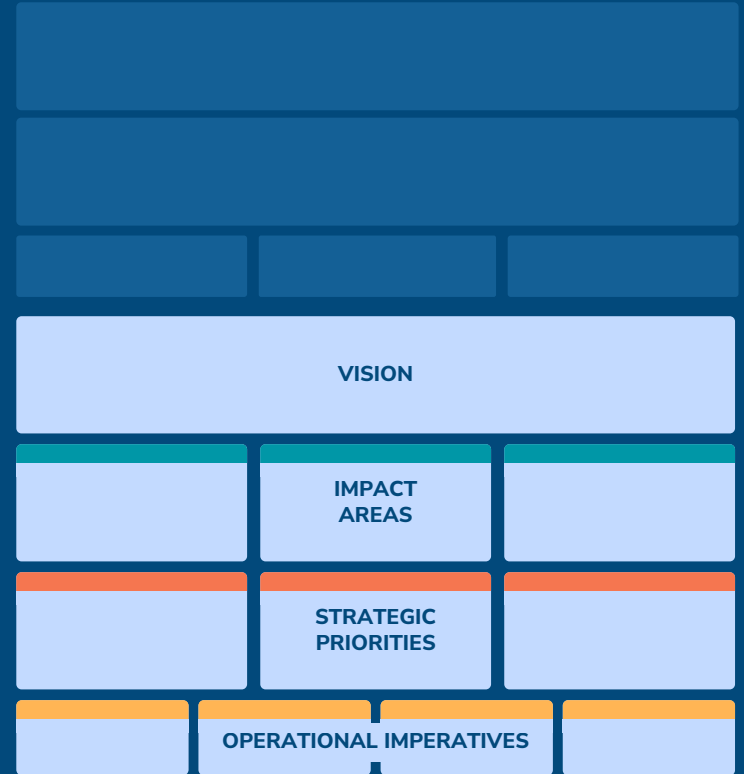 VISION
IMPACT
AREAS
STRATEGIC
PRIORITIES
OPERATIONAL IMPERATIVES